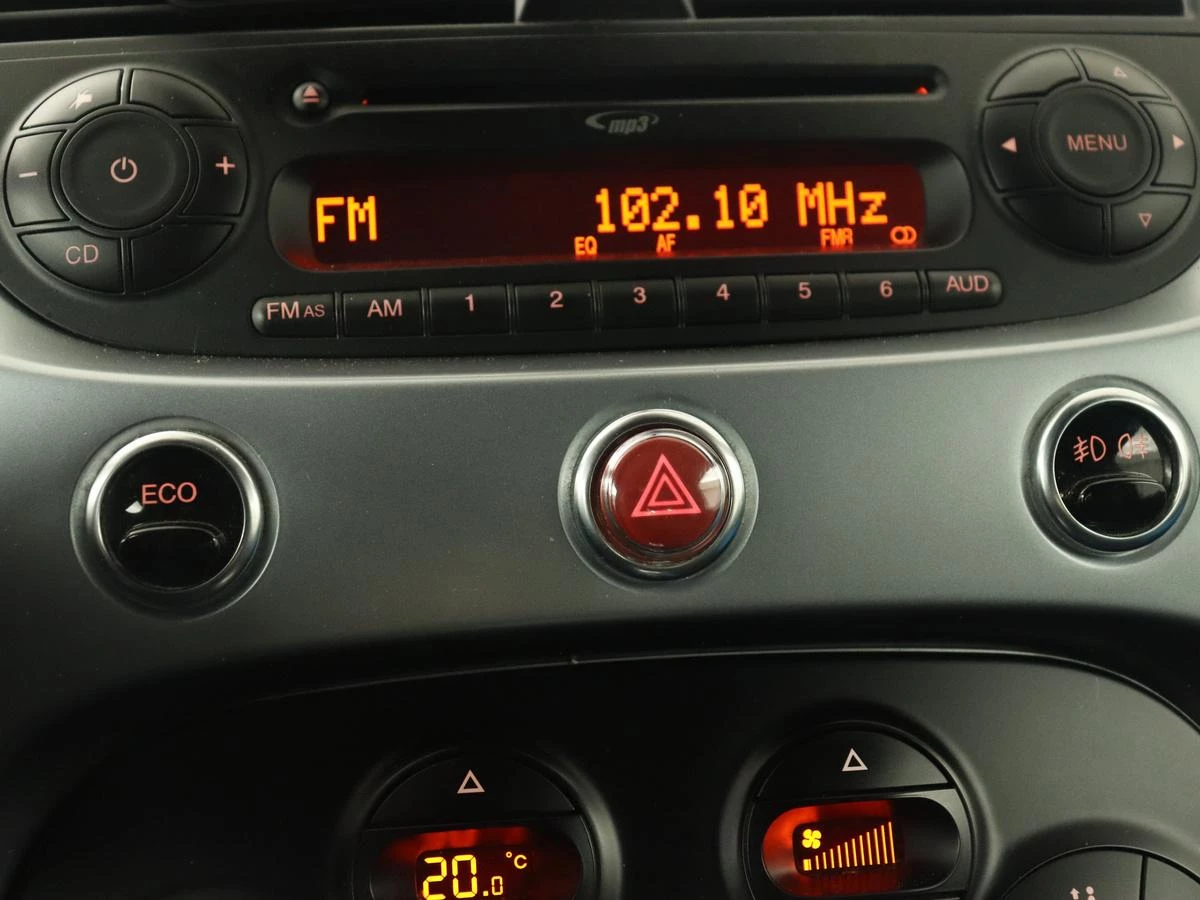 mp3
MENU
FM 102.10 MHz
EQ AF FMR
CD
FM AS AM 1 2 3 4 5 6 AUD
ECO
20.0 °C